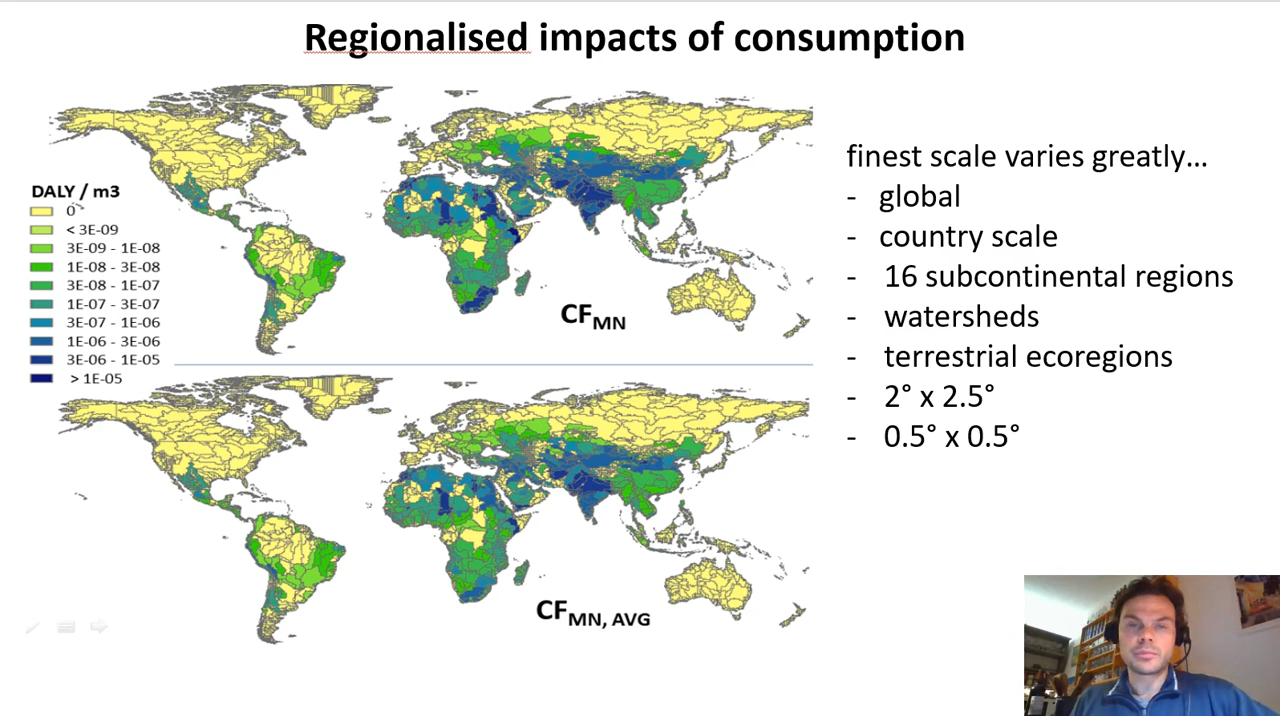 Regionalised impacts of consumption
DALY / m3
0
< 3E-09
3E-09 - 1E-08
1E-08 - 3E-08
3E-08 - 1E-07
1E-07 - 3E-07
3E-07 - 1E-06
1E-06 - 3E-06
3E-06 - 1E-05
> 1E-05
CFMN
CFMN, AVG
finest scale varies greatly…
- global
- country scale
- 16 subcontinental regions
- watersheds
- terrestrial ecoregions
- 2° x 2.5°
- 0.5° x 0.5°